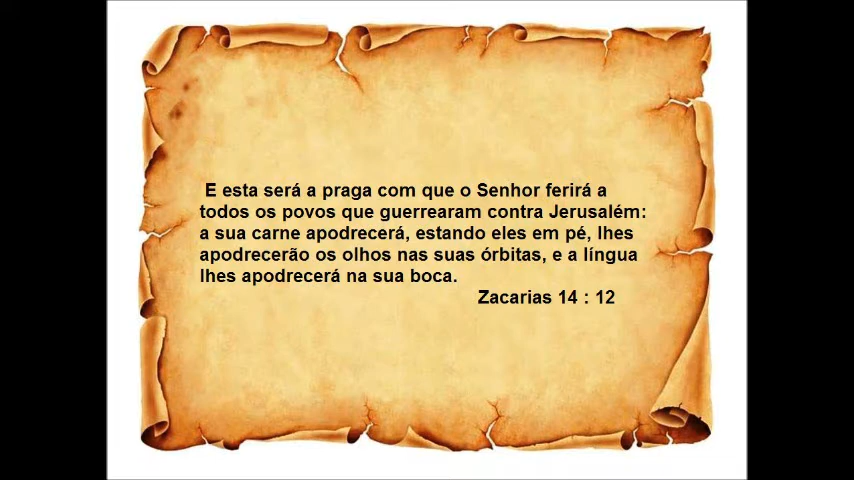 E esta será a praga com que o Senhor ferirá a
todos os povos que guerrearam contra Jerusalém:
a sua carne apodrecerá, estando eles em pé, lhes
apodrecerão os olhos nas suas órbitas, e a língua
lhes apodrecerá na sua boca.
Zacarias 14 : 12